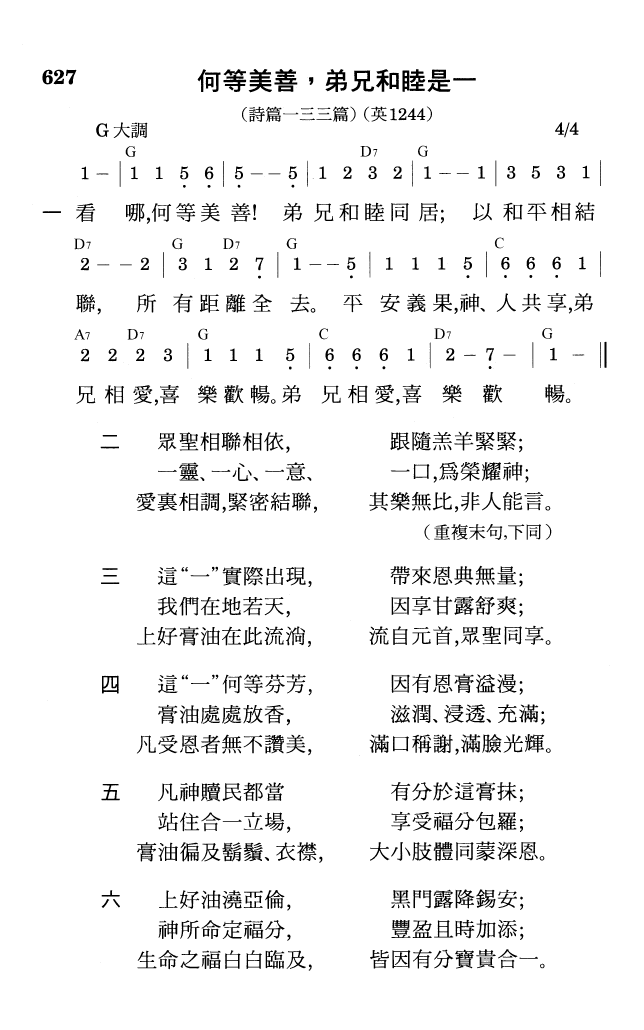 627 何等美善，弟兄和睦是一
（詩篇一三三篇）（英1244）
G大調 4/4
G D7 G
1 – | 1 1 5 6 | 5 – – 5 | 1 2 3 2 | 1 – – 1 | 3 5 3 1 |
一 看 哪,何等美 善! 弟 兄和睦同居; 以 和平相結
D7 G D7 G C
2 – – 2 | 3 1 2 7 | 1 – – 5 | 1 1 1 5 | 6 6 6 1 |
聯, 所 有距離全 去。 平 安義果,神、人共享,弟
A7 D7 G C D7 G
2 2 2 3 | 1 1 1 5 | 6 6 6 1 | 2 – 7 – | 1 – ||
兄相愛,喜 樂歡暢。弟 兄相愛,喜 樂 歡 暢。
二 眾聖相聯相依, 跟隨羔羊緊緊;
一靈、一心、一意、 一口,爲榮耀神;
愛裏相調,緊密結聯, 其樂無比,非人能言。
（重複末句,下同）
三 這“一”實際出現, 帶來恩典無量;
我們在地若天, 因享甘露舒爽;
上好膏油在此流淌, 流自元首,眾聖同享。
四 這“一”何等芬芳, 因有恩膏溢漫;
膏油處處放香, 滋潤、浸透、充滿;
凡受恩者無不讚美, 滿口稱謝,滿臉光輝。
五 凡神贖民都當 有分於這膏抹;
站住合一立場, 享受福分包羅;
膏油徧及鬍鬚、衣襟, 大小肢體同蒙深恩。
六 上好油澆亞倫, 黑門露降錫安;
神所命定福分, 豐盈且時加添;
生命之福白白臨及, 皆因有分寶貴合一。